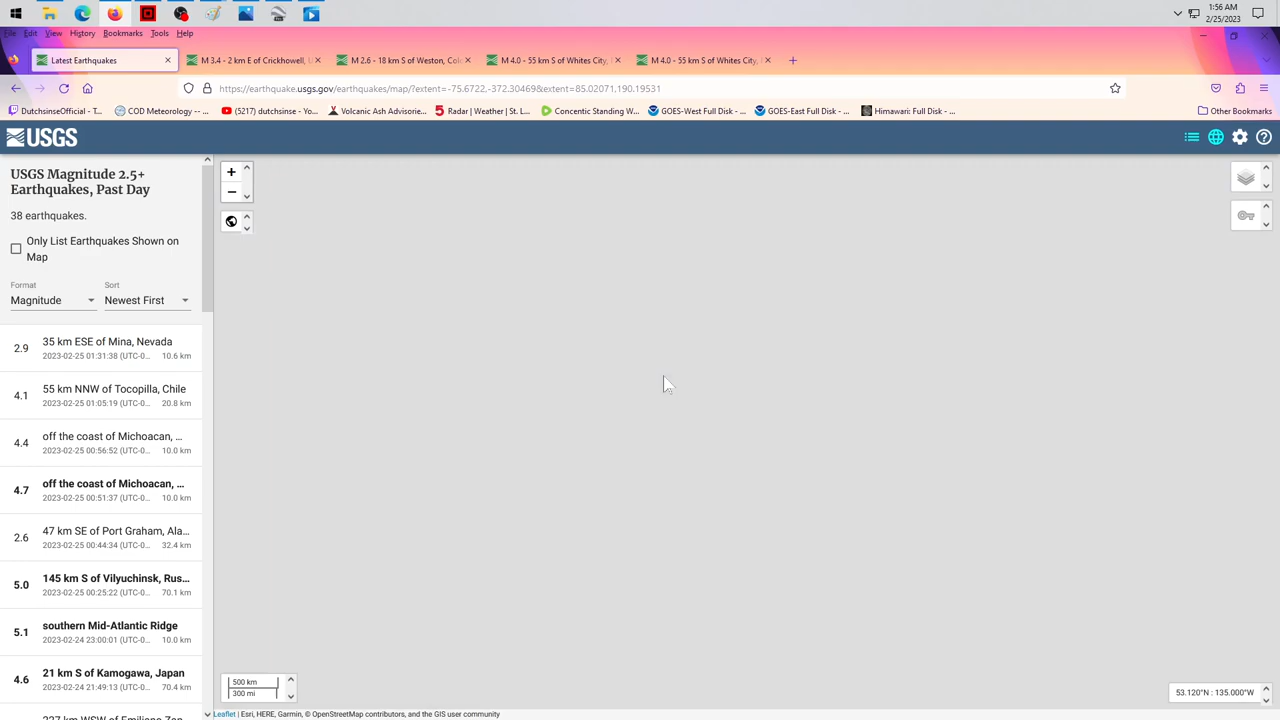 1:56 AM
2/25/2023
File Edit View History Bookmarks Tools Help
Latest Earthquakes
M 3.4 - 2 km E of Crickhowell, U
M 2.6 - 18 km S of Weston, Col
M 4.0 - 55 km S of Whites City,
M 4.0 - 55 km S of Whites City,
https://earthquake.usgs.gov/earthquakes/map/?extent=-75.6722,-372.30469&extent=85.02071,190.19531
DutchsinseOfficial - T...
COD Meteorology -- ...
(5217) dutchsinse - Yo...
Volcanic Ash Advisorie...
Radar | Weather | St. L...
Concentric Standing W...
GOES-West Full Disk - ...
GOES-East Full Disk - ...
Himawari: Full Disk - ...
Other Bookmarks
USGS
USGS Magnitude 2.5+
Earthquakes, Past Day
38 earthquakes.
Only List Earthquakes Shown on
Map
Format Sort
Magnitude Newest First
2.9 35 km ESE of Mina, Nevada
2023-02-25 01:31:38 (UTC-0... 10.6 km
4.1 55 km NNW of Tocopilla, Chile
2023-02-25 01:05:19 (UTC-0... 20.8 km
4.4 off the coast of Michoacan, ...
2023-02-25 00:56:52 (UTC-0... 10.0 km
4.7 off the coast of Michoacan, ...
2023-02-25 00:51:37 (UTC-0... 10.0 km
2.6 47 km SE of Port Graham, Ala...
2023-02-25 00:44:34 (UTC-0... 32.4 km
5.0 145 km S of Vilyuchinsk, Rus...
2023-02-25 00:25:22 (UTC-0... 70.1 km
5.1 southern Mid-Atlantic Ridge
2023-02-24 23:00:01 (UTC-0... 10.0 km
4.6 21 km S of Kamogawa, Japan
2023-02-24 21:49:13 (UTC-0... 70.4 km
500 km
300 mi
53.120°N : 135.000°W
Leaflet | Esri, HERE, Garmin, © OpenStreetMap contributors, and the GIS user community